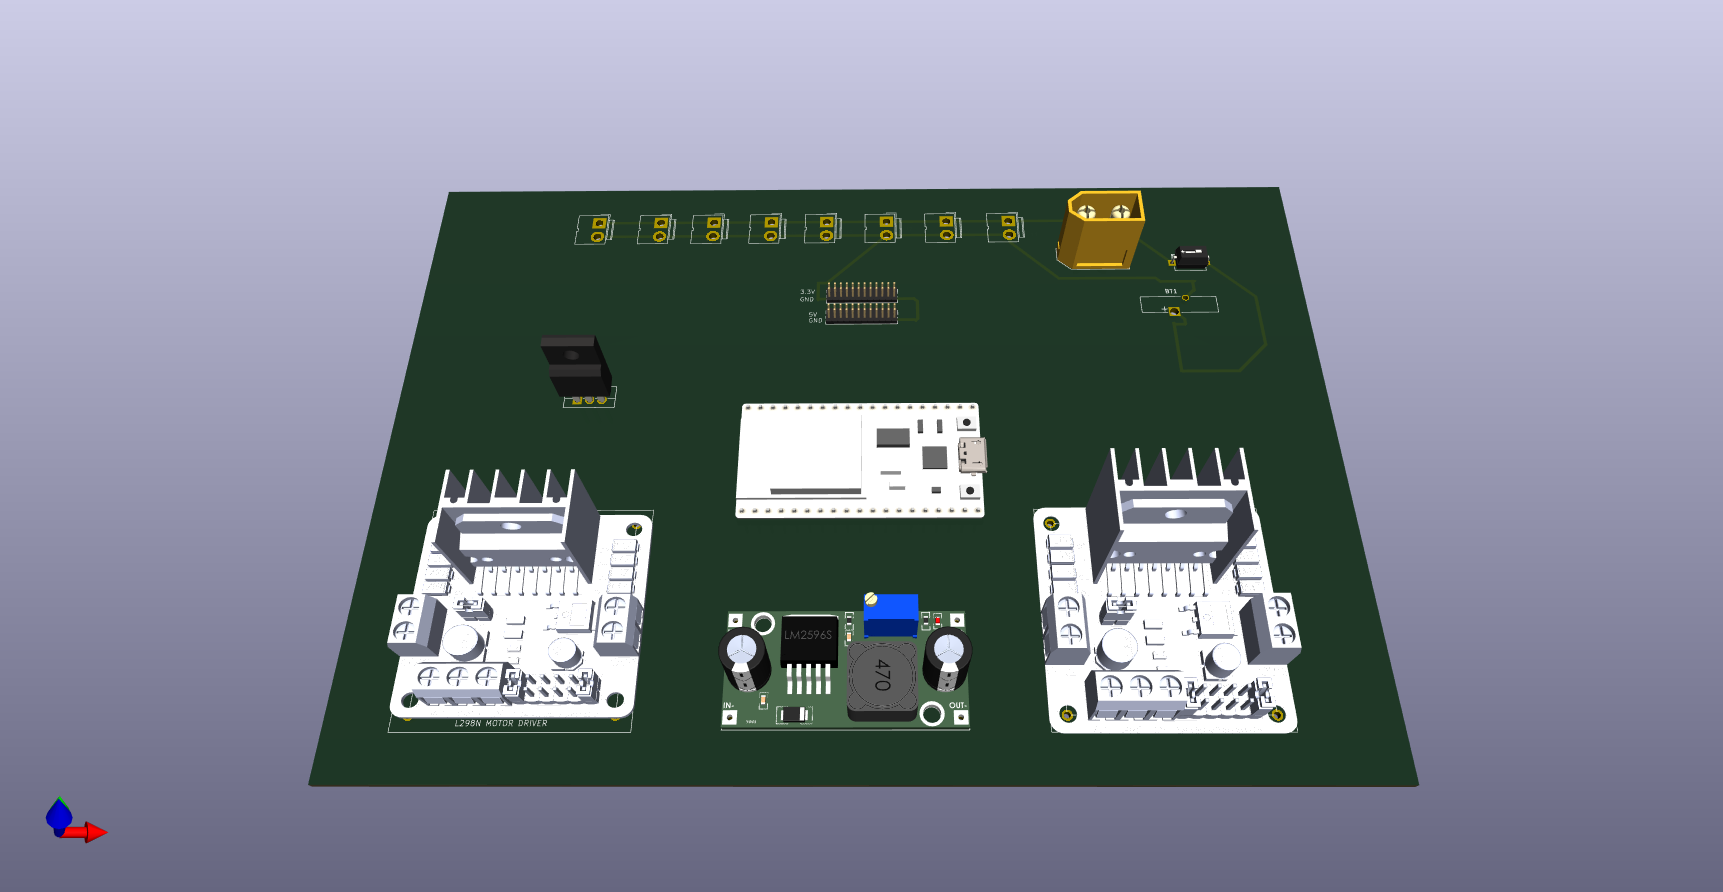 BT1
3.3V
GND
+
5V
GND
LM2596S
470
IN-
OUT-
L298N MOTOR DRIVER